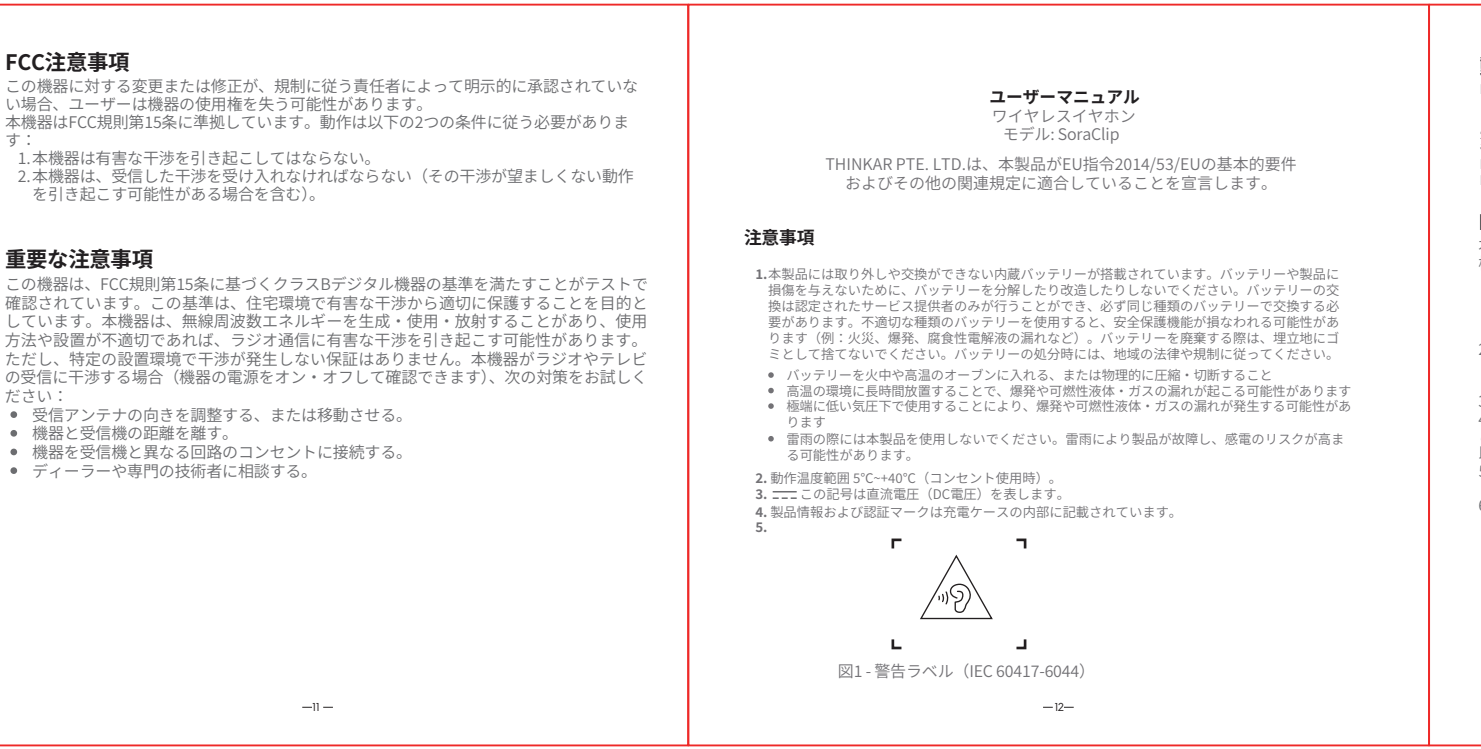 FCC注意事項
この機器に対する変更または修正が、規制に従う責任者によって明示的に承認されていな
い場合、ユーザーは機器の使用権を失う可能性があります。
本機器はFCC規則第15条に準拠しています。動作は以下の2つの条件に従う必要がありま
す：
1.本機器は有害な干渉を引き起こしてはならない。
2.本機器は、受信した干渉を受け入れなければならない（その干渉が望ましくない動作
を引き起こす可能性がある場合を含む）。
重要な注意事項
この機器は、FCC規則第15条に基づくクラスBデジタル機器の基準を満たすことがテストで
確認されています。この基準は、住宅環境で有害な干渉から適切に保護することを目的と
しています。本機器は、無線周波数エネルギーを生成・使用・放射することがあり、使用
方法や設置が不適切であれば、ラジオ通信に有害な干渉を引き起こす可能性があります。
ただし、特定の設置環境で干渉が発生しない保証はありません。本機器がラジオやテレビ
の受信に干渉する場合（機器の電源をオン・オフして確認できます）、次の対策をお試しく
ださい：
● 受信アンテナの向きを調整する、または移動させる。
● 機器と受信機の距離を離す。
● 機器を受信機と異なる回路のコンセントに接続する。
● ディーラーや専門の技術者に相談する。
—11 —
ユーザーマニュアル
ワイヤレスイヤホン
モデル: SoraClip
THINKAR PTE. LTD.は、本製品がEU指令2014/53/EUの基本的要件
およびその他の関連規定に適合していることを宣言します。
注意事項
1.本製品には取り外しや交換ができない内蔵バッテリーが搭載されています。バッテリーや製品に
損傷を与えないために、バッテリーを分解したり改造したりしないでください。バッテリーの交
換は認定されたサービス提供者のみが行うことができ、必ず同じ種類のバッテリーで交換する必
要があります。不適切な種類のバッテリーを使用すると、安全保護機能が損なわれる可能性があ
ります（例：火災、爆発、腐食性電解液の漏れなど）。バッテリーを廃棄する際は、埋立地にゴ
ミとして捨てないでください。バッテリーの処分時には、地域の法律や規制に従ってください。
● バッテリーを火中や高温のオーブンに入れる、または物理的に圧縮・切断すること
● 高温の環境に長時間放置することで、爆発や可燃性液体・ガスの漏れが起こる可能性があります
● 極端に低い気圧下で使用することにより、爆発や可燃性液体・ガスの漏れが発生する可能性があ
ります
● 雷雨の際には本製品を使用しないでください。雷雨により製品が故障し、感電のリスクが高ま
る可能性があります。
2. 動作温度範囲 5℃~+40℃（コンセント使用時）。
3. この記号は直流電圧（DC電圧）を表します。
4. 製品情報および認証マークは充電ケースの内部に記載されています。
5.
図1 - 警告ラベル（IEC 60417-6044）
—12—